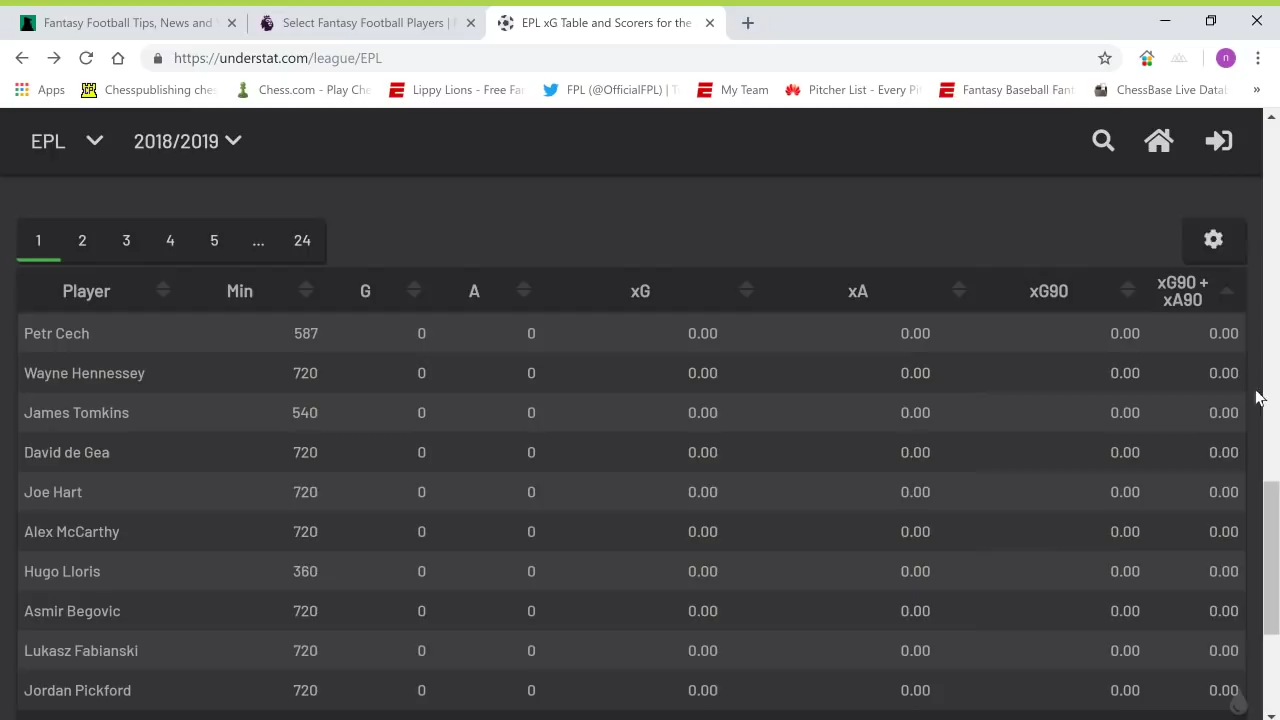 Fantasy Football Tips, News and
Select Fantasy Football Players |
EPL xG Table and Scorers for the
https://understat.com/league/EPL
n
Apps
Chesspublishing ches
Chess.com - Play Che
Lippy Lions - Free Fan
FPL (@OfficialFPL) | T
My Team
Pitcher List - Every Pi
Fantasy Baseball Fant
ChessBase Live Datab
»
EPL 2018/2019
1 2 3 4 5 ... 24
Player Min G A xG xA xG90 xG90 + xA90
Petr Cech 587 0 0 0.00 0.00 0.00 0.00
Wayne Hennessey 720 0 0 0.00 0.00 0.00 0.00
James Tomkins 540 0 0 0.00 0.00 0.00 0.00
David de Gea 720 0 0 0.00 0.00 0.00 0.00
Joe Hart 720 0 0 0.00 0.00 0.00 0.00
Alex McCarthy 720 0 0 0.00 0.00 0.00 0.00
Hugo Lloris 360 0 0 0.00 0.00 0.00 0.00
Asmir Begovic 720 0 0 0.00 0.00 0.00 0.00
Lukasz Fabianski 720 0 0 0.00 0.00 0.00 0.00
Jordan Pickford 720 0 0 0.00 0.00 0.00 0.00